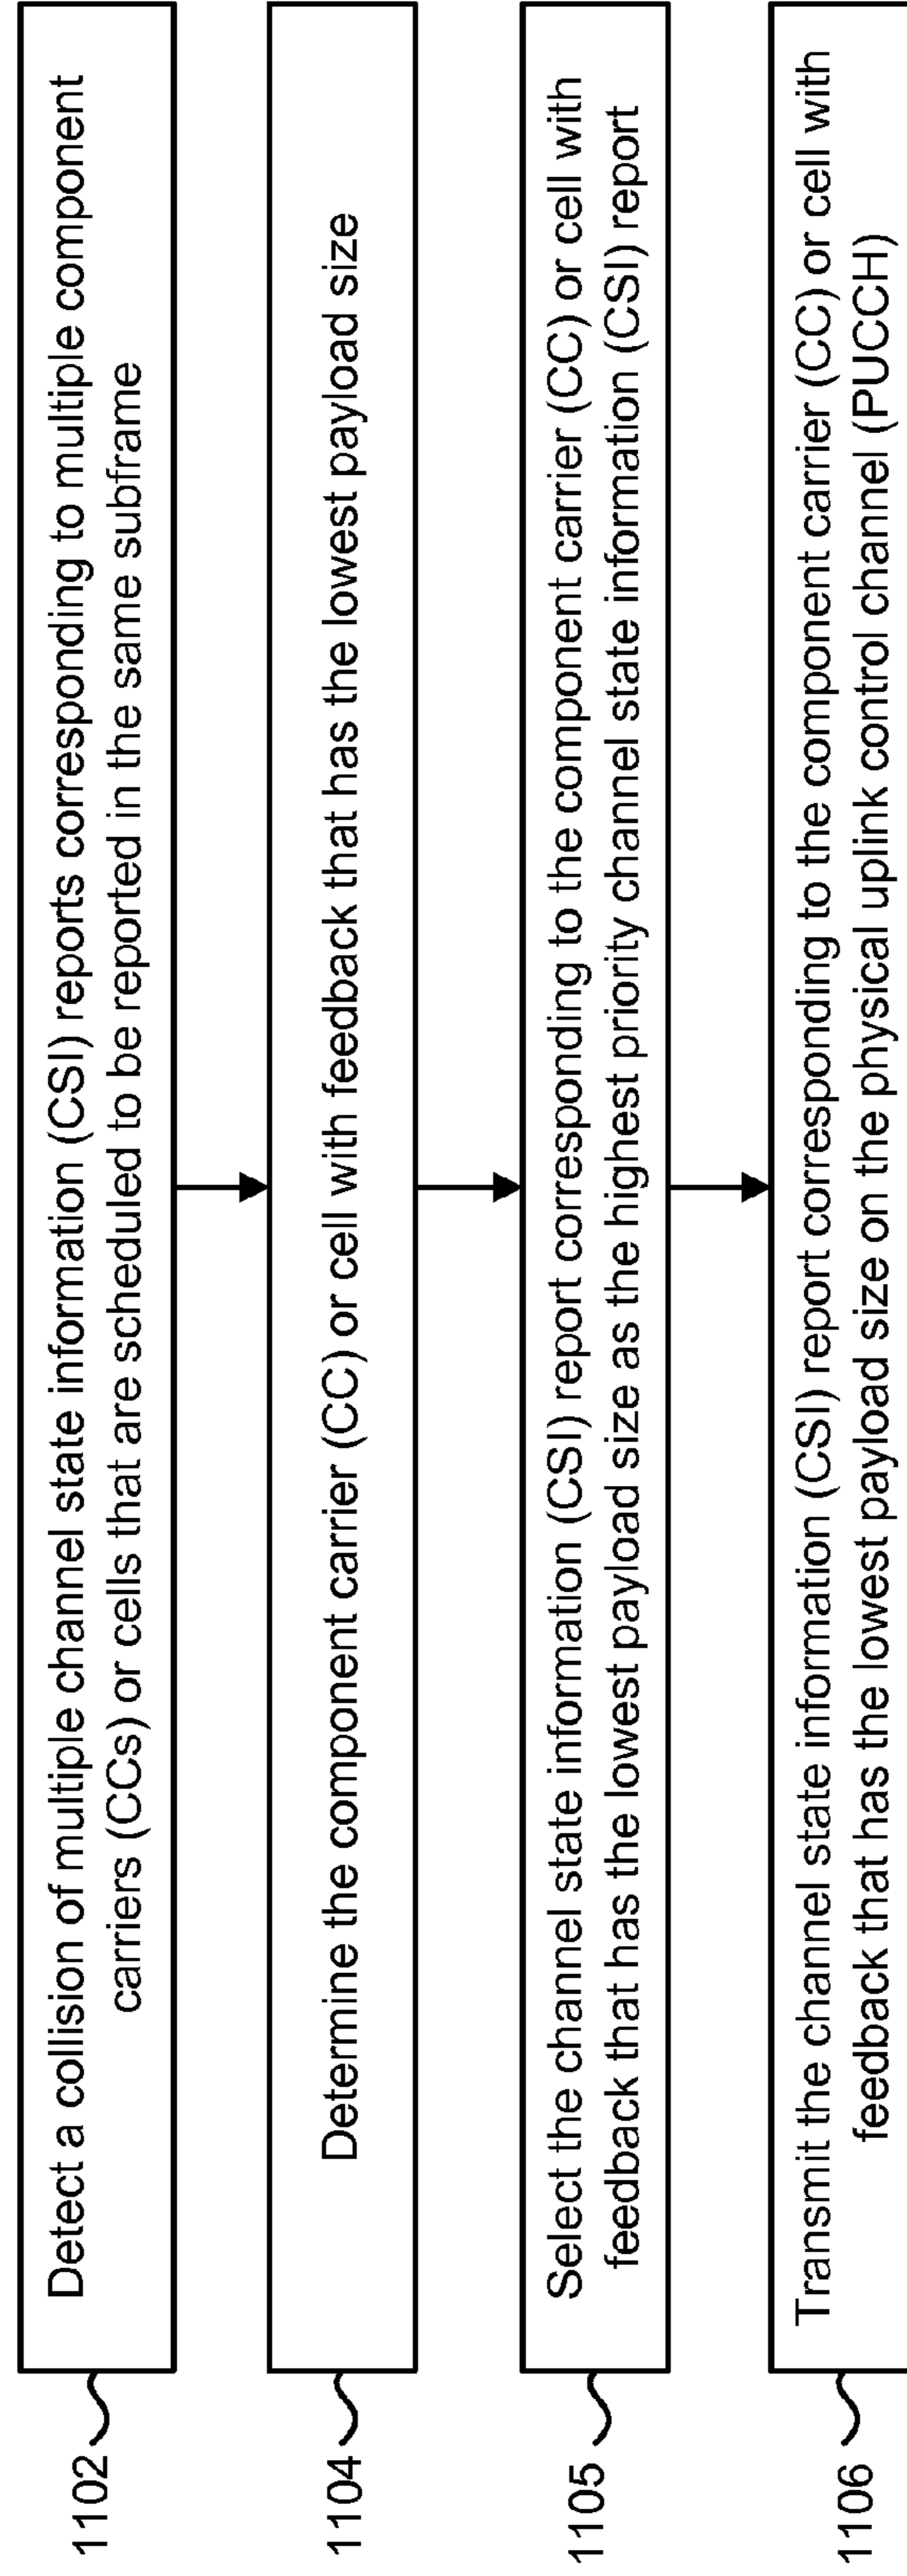 Detect a collision of multiple channel state information (CSI) reports corresponding to multiple component
carriers (CCs) or cells that are scheduled to be reported in the same subframe
1102
Determine the component carrier (CC) or cell with feedback that has the lowest payload size
1104
Select the channel state information (CSI) report corresponding to the component carrier (CC) or cell with
feedback that has the lowest payload size as the highest priority channel state information (CSI) report
1105
Transmit the channel state information (CSI) report corresponding to the component carrier (CC) or cell with
feedback that has the lowest payload size on the physical uplink control channel (PUCCH)
1106